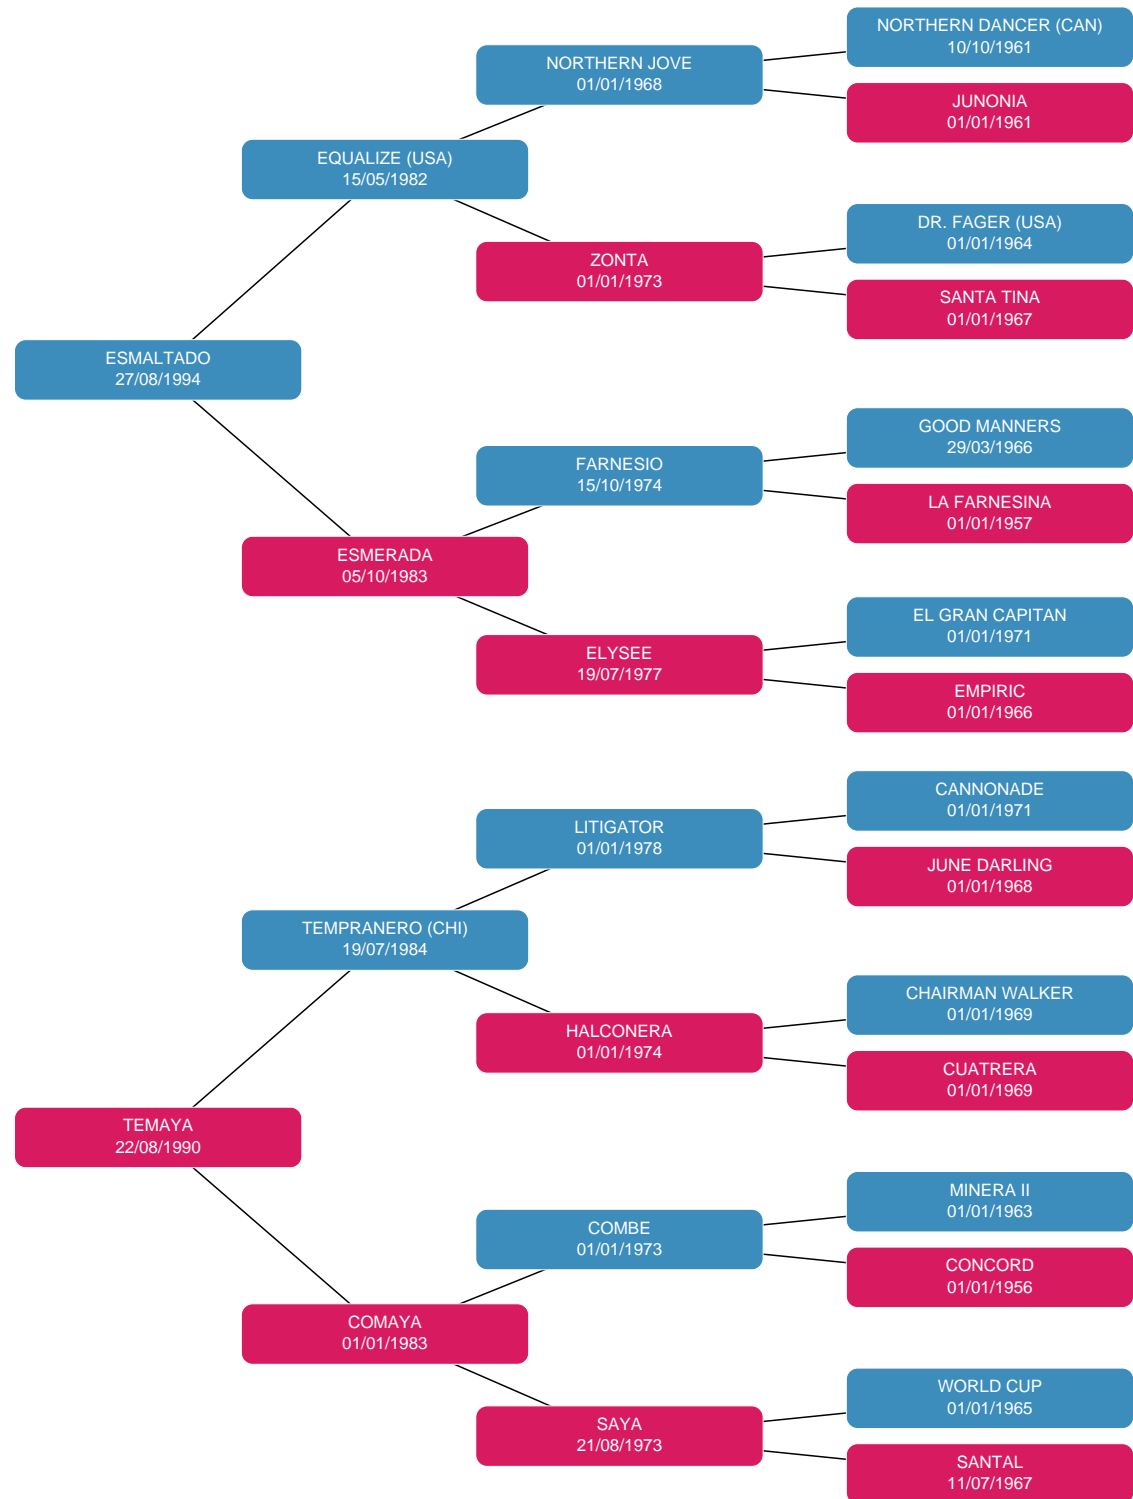 NORTHERN DANCER (CAN)
10/10/1961
NORTHERN JOVE
01/01/1968
JUNONIA
01/01/1961
EQUALIZE (USA)
15/05/1982
DR. FAGER (USA)
01/01/1964
ZONTA
01/01/1973
SANTA TINA
01/01/1967
ESMALTADO
27/08/1994
GOOD MANNERS
29/03/1966
FARNESIO
15/10/1974
LA FARNESINA
01/01/1957
ESMERADA
05/10/1983
EL GRAN CAPITAN
01/01/1971
ELYSEE
19/07/1977
EMPIRIC
01/01/1966
CANNONADE
01/01/1971
LITIGATOR
01/01/1978
JUNE DARLING
01/01/1968
TEMPRANERO (CHI)
19/07/1984
CHAIRMAN WALKER
01/01/1969
HALCONERA
01/01/1974
CUATRERA
01/01/1969
TEMAYA
22/08/1990
MINERA II
01/01/1963
COMBE
01/01/1973
CONCORD
01/01/1956
COMAYA
01/01/1983
WORLD CUP
01/01/1965
SAYA
21/08/1973
SANTAL
11/07/1967